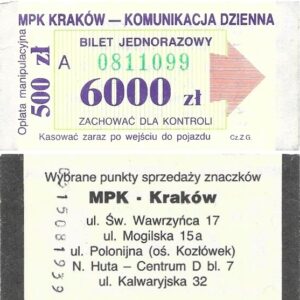 MPK KRAKÓW — KOMUNIKACJA DZIENNA
Opłata manipulacyjna
500 zł
BILET JEDNORAZOWY
A 0811099
6000 zł
ZACHOWAĆ DLA KONTROLI
Kasować zaraz po wejściu do pojazdu
Cz.Z.G.
Wybrane punkty sprzedaży znaczków
MPK - Kraków
ul. Św. Wawrzyńca 17
ul. Mogilska 15a
ul. Polonijna (oś. Kozłówek)
N. Huta – Centrum D bl. 7
ul. Kalwaryjska 32